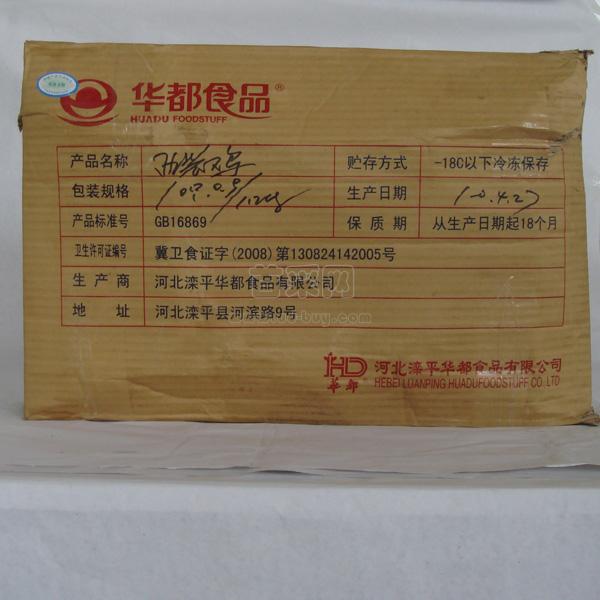 华都食品®
HUADU FOODSTUFF
产品名称 贮存方式 -18C以下冷冻保存
包装规格 生产日期 10.4.27
产品标准号 GB16869 保质期 从生产日期起18个月
卫生许可证编号 冀卫食证字(2008)第130824142005号
生产商 河北滦平华都食品有限公司
地址 河北滦平县河滨路9号
HD 河北滦平华都食品有限公司
华都® HEBEI LUANPING HUADUFOODSTUFF CO.LTD